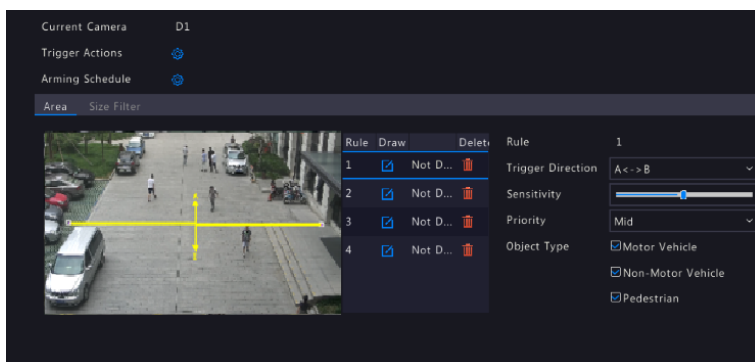 Current Camera D1
Trigger Actions
Arming Schedule
Area Size Filter
Rule Draw Delete
1 Not D...
2 Not D...
3 Not D...
4 Not D...
Rule 1
Trigger Direction A<->B
Sensitivity
Priority Mid
Object Type Motor Vehicle
Non-Motor Vehicle
Pedestrian